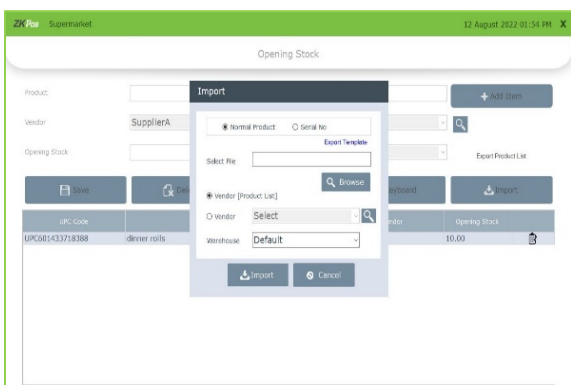 ZKPos Supermarket 12 August 2022 01:54 PM X
Opening Stock
Product
Add Item
Vendor SupplierA
Opening Stock Export Product List
Save Import
UPC Code Opening Stock
UPC601433718388 dinner rolls 10.00
Import
Normal Product Serial No
Export Template
Select File
Browse
Vendor [Product List]
Vendor Select
Warehouse Default
Import Cancel